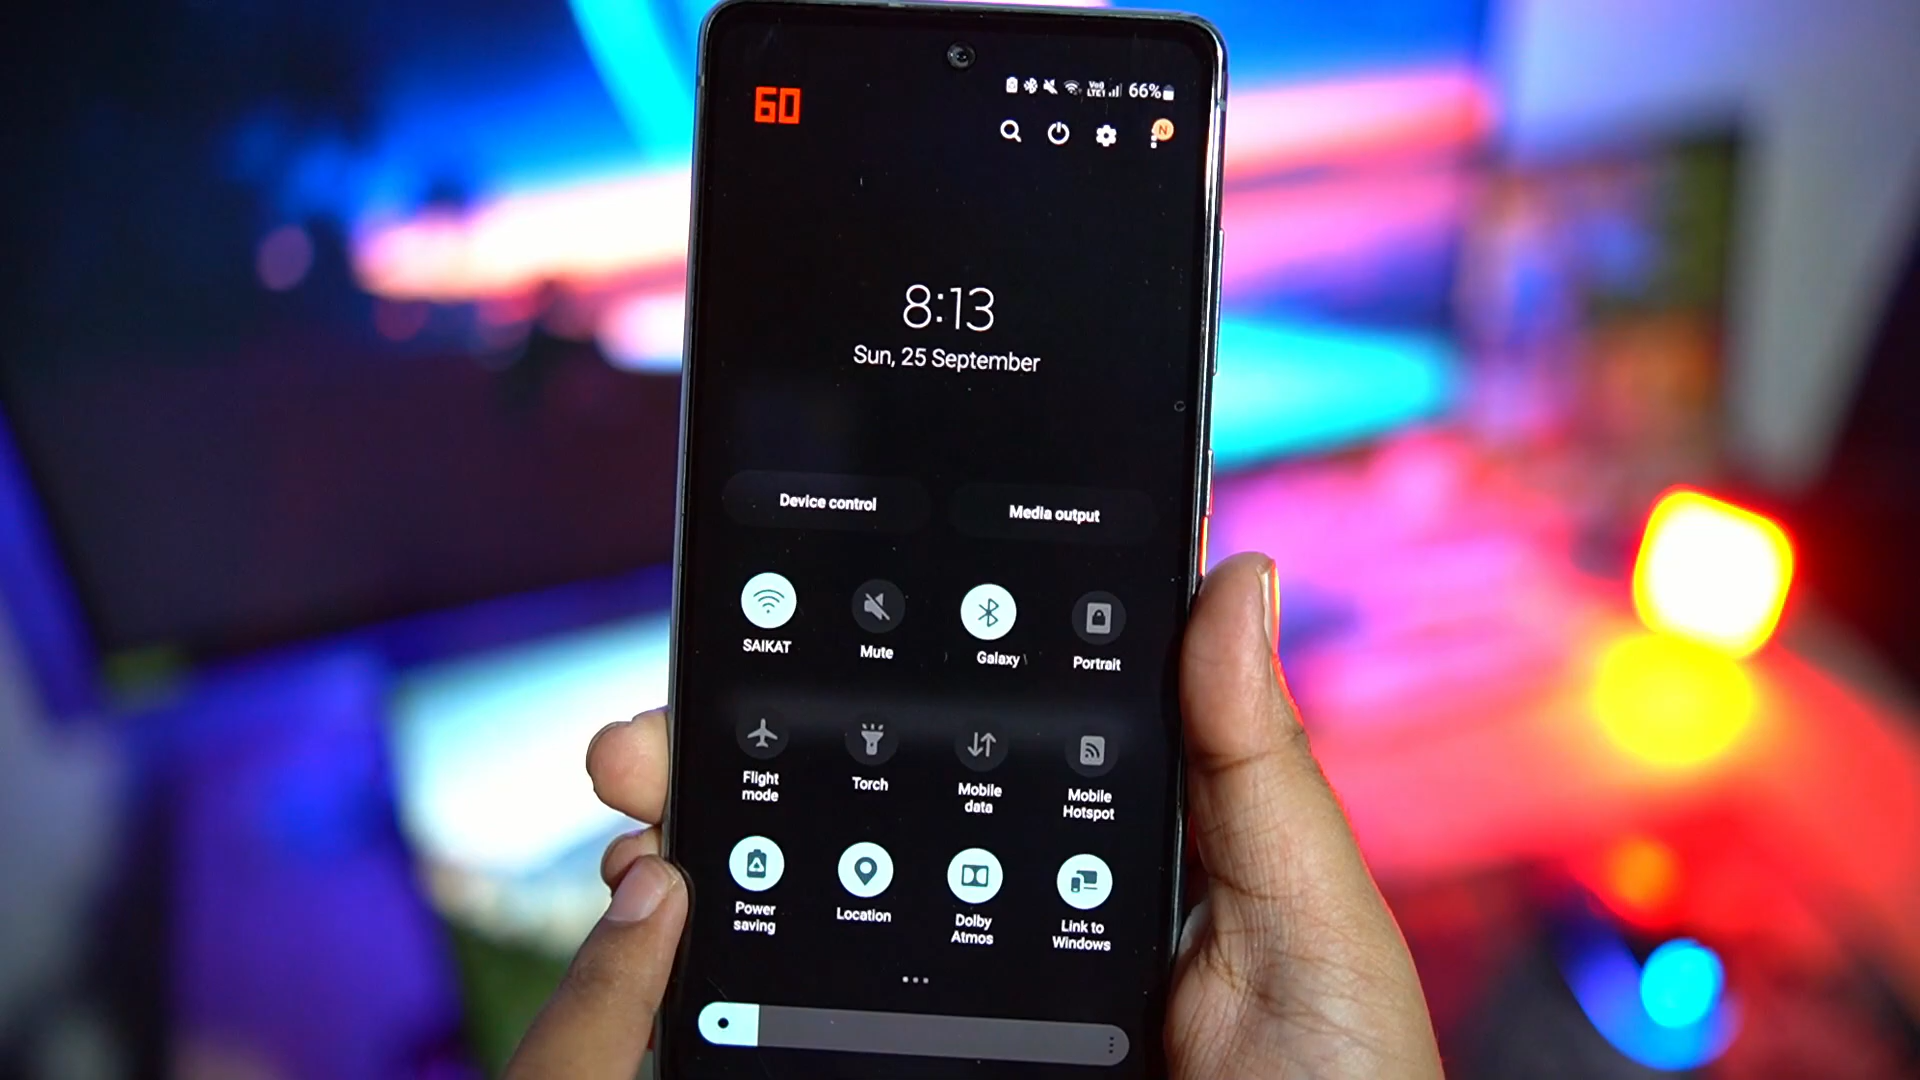 60
66%
N
8:13
Sun, 25 September
Device control
Media output
SAIKAT
Mute
Galaxy
Portrait
Flight
mode
Torch
Mobile
data
Mobile
Hotspot
Power
saving
Location
Dolby
Atmos
Link to
Windows